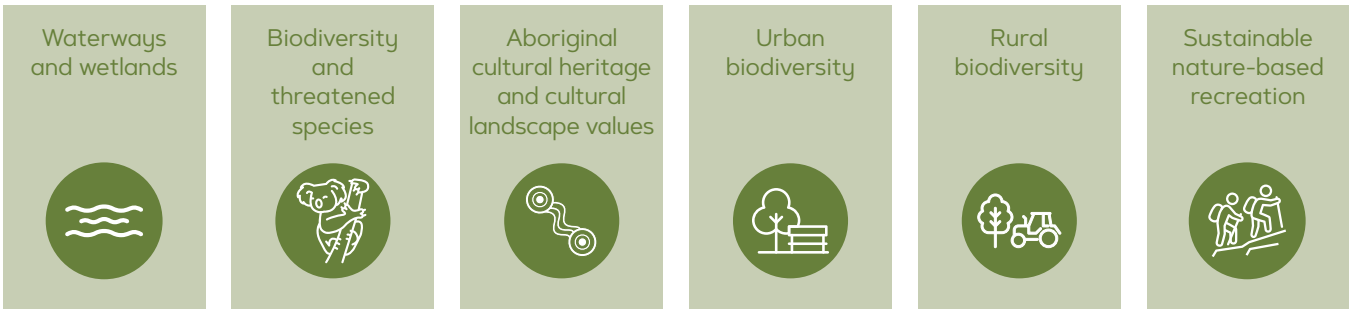 Waterways
and wetlands
Biodiversity
and
threatened
species
Aboriginal
cultural heritage
and cultural
landscape values
Urban
biodiversity
Rural
biodiversity
Sustainable
nature-based
recreation